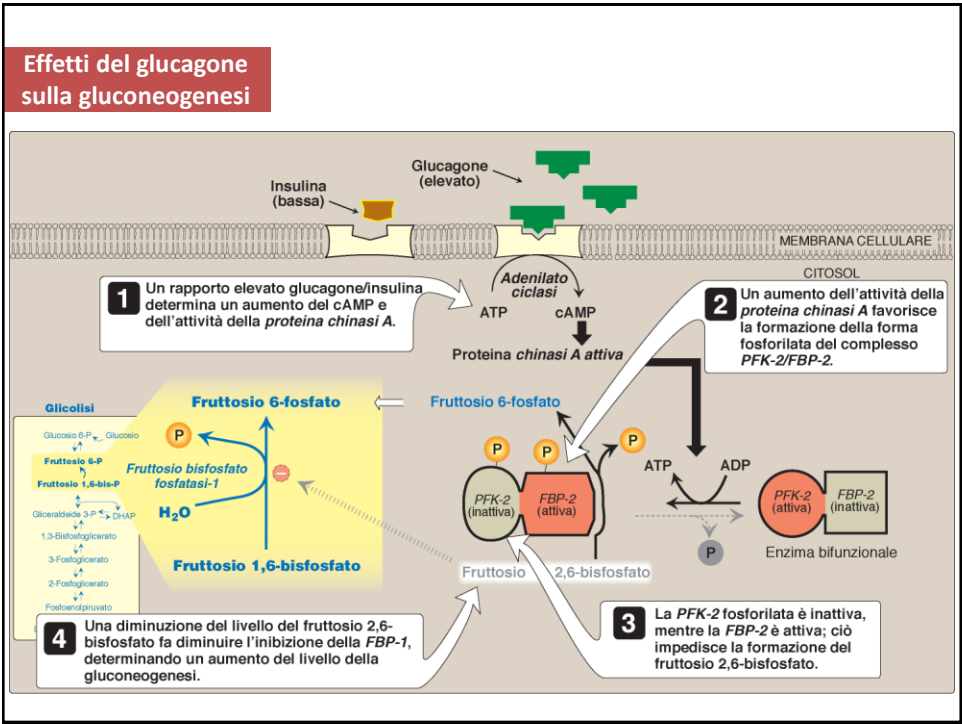 Effetti del glucagone
sulla gluconeogenesi
Glucagone
(elevato)
Insulina
(bassa)
MEMBRANA CELLULARE
CITOSOL
1
Un rapporto elevato glucagone/insulina
determina un aumento del cAMP e
dell'attività della proteina chinasi A.
Adenilato
ciclasi
ATP
cAMP
Proteina chinasi A attiva
2
Un aumento dell'attività della
proteina chinasi A favorisce
la formazione della forma
fosforilata del complesso
PFK-2/FBP-2.
Glicolisi
Glucosio 6-P
Glucosio
Fruttosio 6-P
Fruttosio 1,6-bis-P
Gliceraldeide 3-P
DHAP
1,3-Bisfosfoglicerato
3-Fosfoglicerato
2-Fosfoglicerato
Fosfoenolpiruvato
Fruttosio 6-fosfato
P
Fruttosio bisfosfato
fosfatasi-1
H2O
–
Fruttosio 1,6-bisfosfato
Fruttosio 6-fosfato
P
P
P
PFK-2
(inattiva)
FBP-2
(attiva)
ATP
ADP
P
PFK-2
(attiva)
FBP-2
(inattiva)
Enzima bifunzionale
Fruttosio 2,6-bisfosfato
3
La PFK-2 fosforilata è inattiva,
mentre la FBP-2 è attiva; ciò
impedisce la formazione del
fruttosio 2,6-bisfosfato.
4
Una diminuzione del livello del fruttosio 2,6-
bisfosfato fa diminuire l'inibizione della FBP-1,
determinando un aumento del livello della
gluconeogenesi.